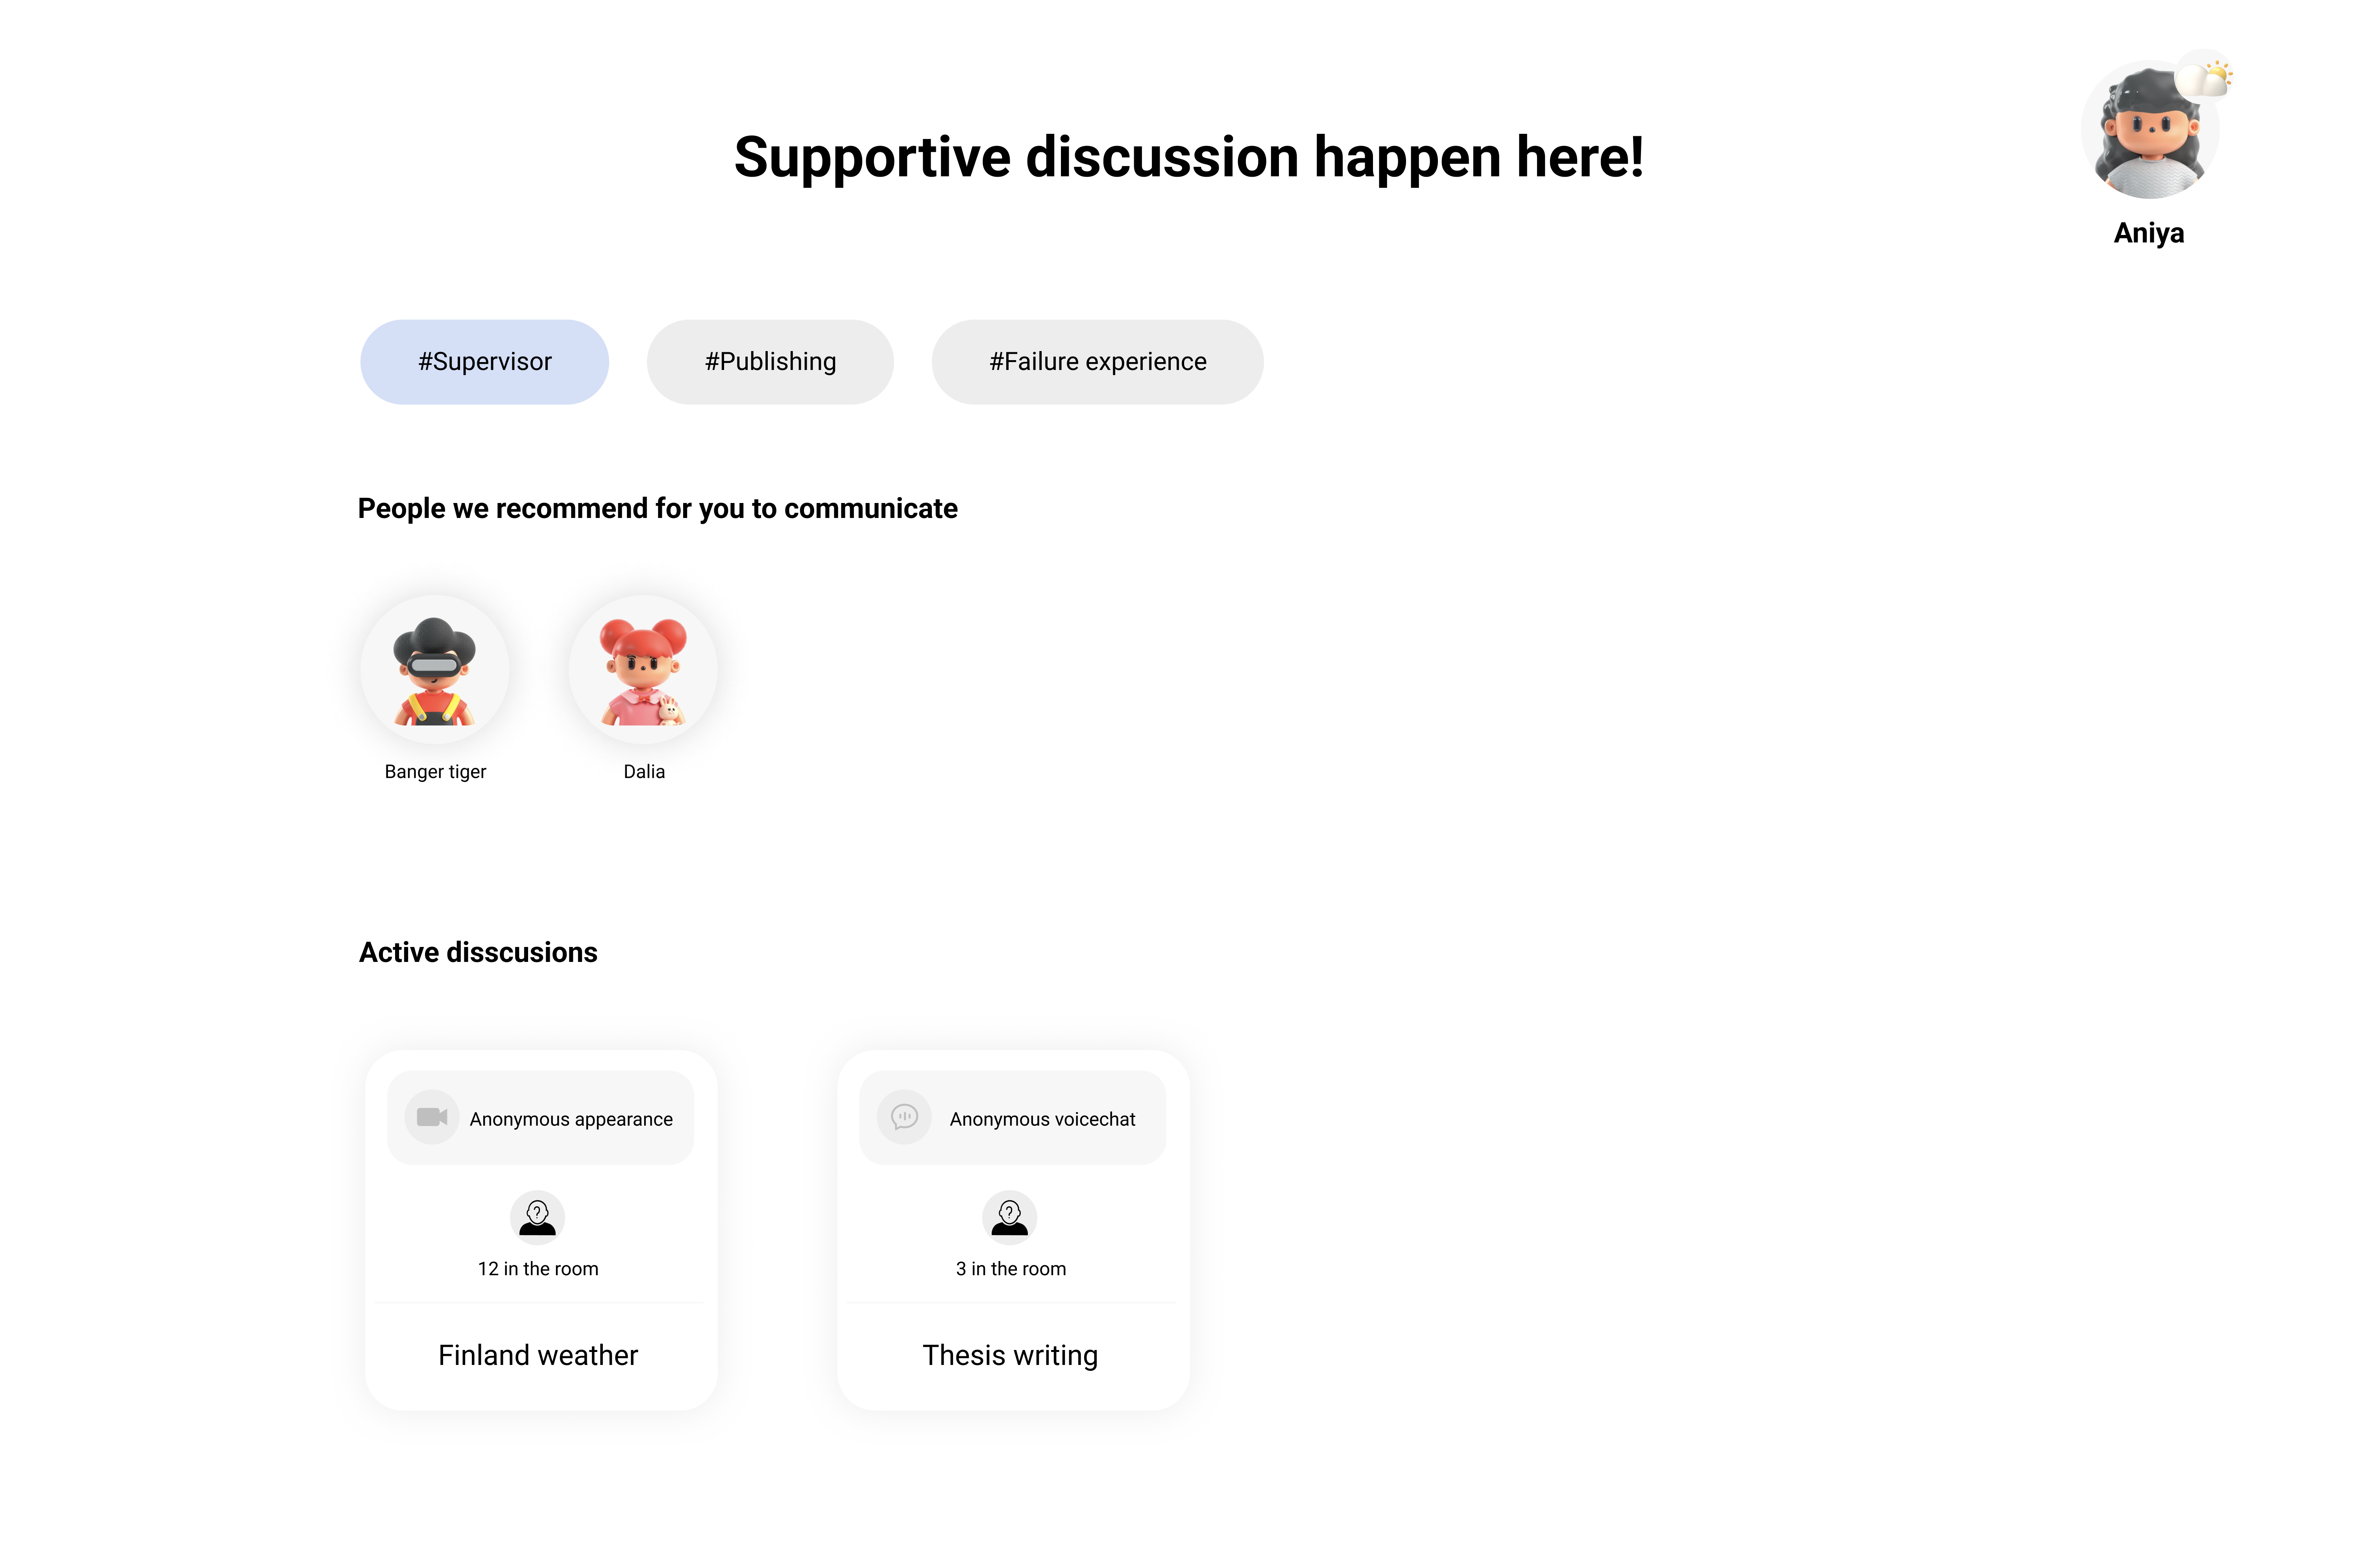 Supportive discussion happen here!
Aniya
#Supervisor
#Publishing
#Failure experience
People we recommend for you to communicate
Banger tiger
Dalia
Active disscusions
Anonymous appearance
?
12 in the room
Finland weather
Anonymous voicechat
?
3 in the room
Thesis writing